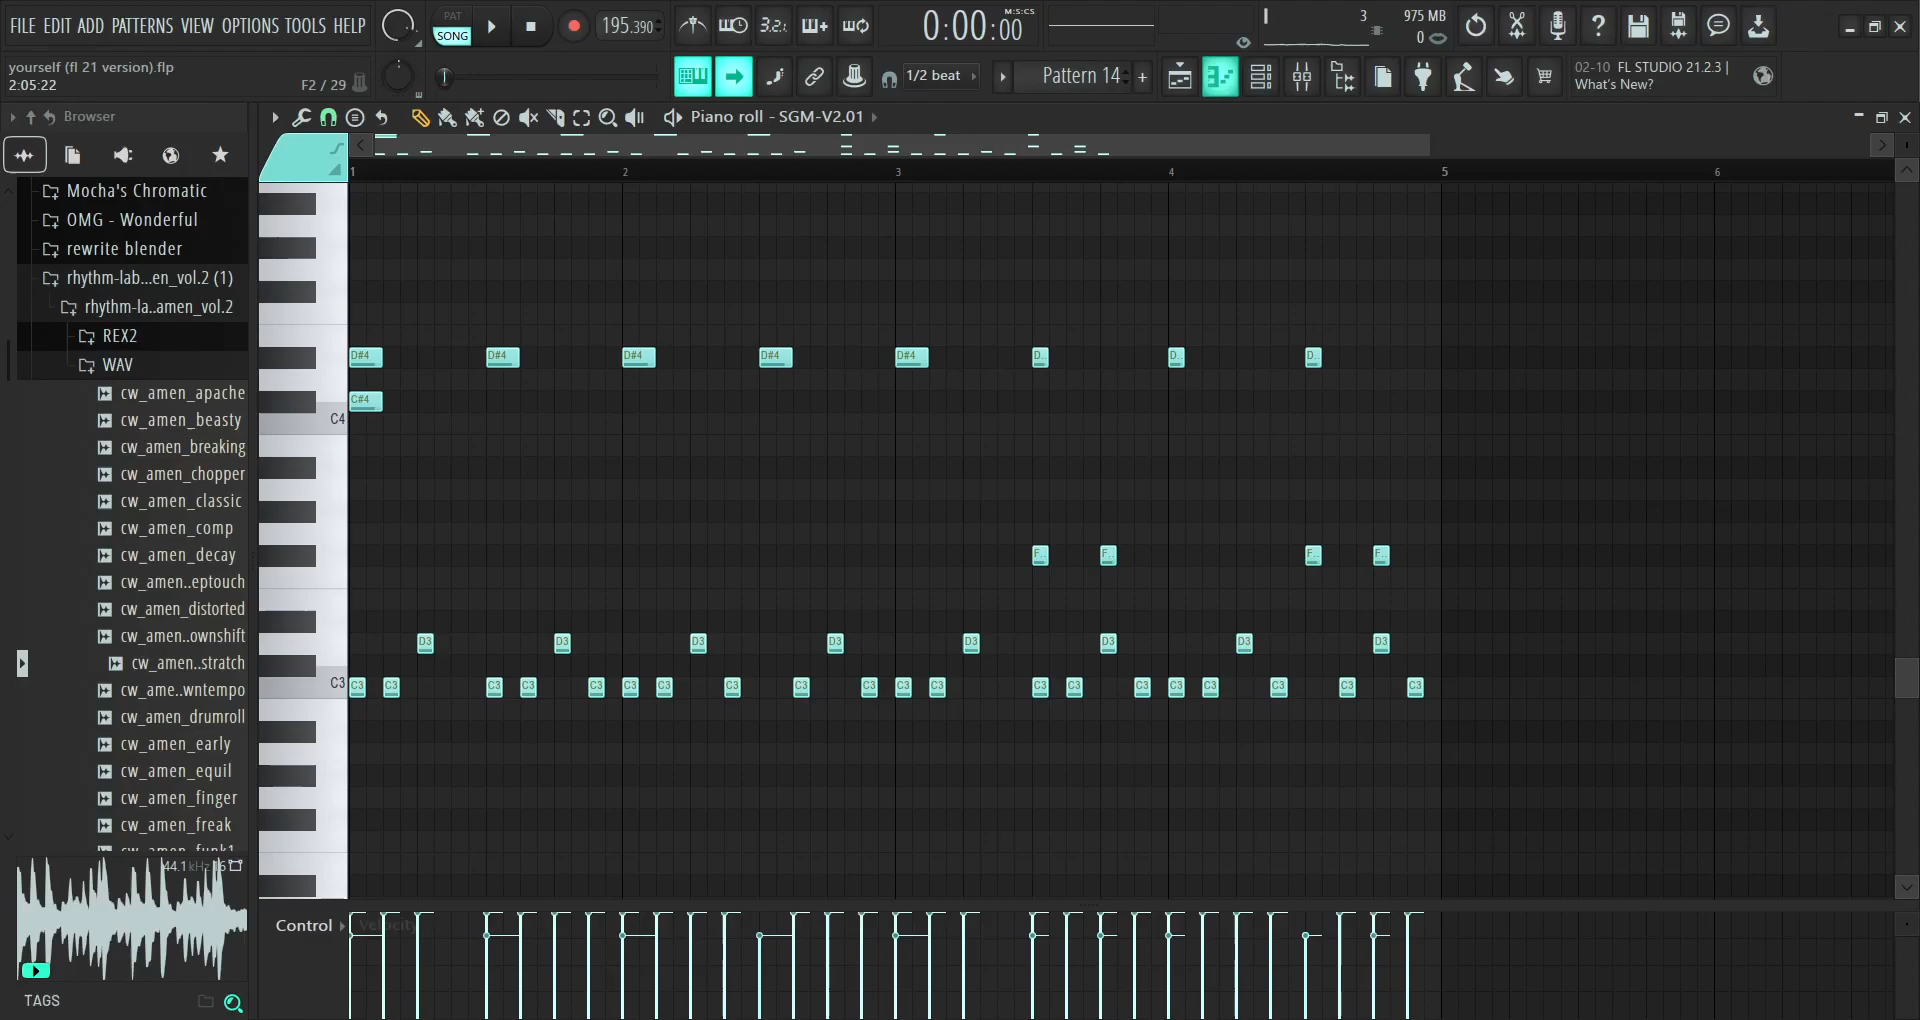 FILE EDIT ADD PATTERNS VIEW OPTIONS TOOLS HELP
PAT
SONG
195.390
3.2.
0:00:00
M:S:CS
3
975 MB
0
yourself (fl 21 version).flp
2:05:22
F2 / 29
1/2 beat
Pattern 14
02-10 FL STUDIO 21.2.3 |
What's New?
Browser
Piano roll - SGM-V2.01
1 2 3 4 5 6
Mocha's Chromatic
OMG - Wonderful
rewrite blender
rhythm-lab...en_vol.2 (1)
rhythm-la..amen_vol.2
REX2
WAV
cw_amen_apache
cw_amen_beasty
cw_amen_breaking
cw_amen_chopper
cw_amen_classic
cw_amen_comp
cw_amen_decay
cw_amen..eptouch
cw_amen_distorted
cw_amen..ownshift
cw_amen..stratch
cw_ame..wntempo
cw_amen_drumroll
cw_amen_early
cw_amen_equil
cw_amen_finger
cw_amen_freak
cw_amen_funk1
44.1kHz 16
TAGS
D#4 D#4 D#4 D#4 D#4 D.. D.. D..
C#4
C4
F.. F.. F.. F..
D3 D3 D3 D3 D3 D3 D3 D3
C3 C3 C3 C3 C3 C3 C3 C3 C3 C3 C3 C3 C3 C3 C3 C3 C3 C3 C3 C3 C3
Control Velocity